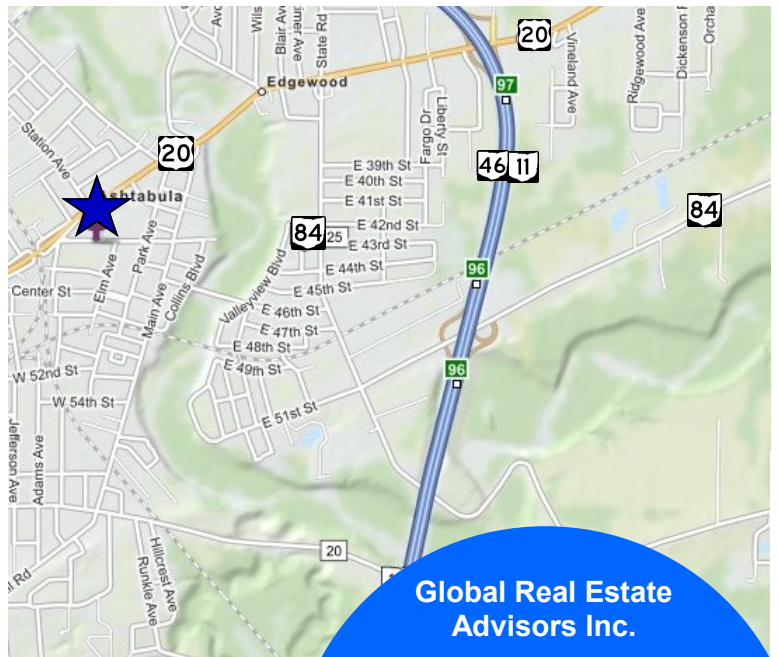 Blair Ave
State Rd
20
Vineland Ave
Ridgewood Ave
Dickenson R
Orcha
Edgewood
97
Station Ave
20
Fargo Dr
Liberty St
46
11
E 39th St
E 40th St
E 41st St
E 42nd St
84
25
E 43rd St
84
shtabula
Park Ave
Elm Ave
Main Ave
Collins Blvd
Valleyview Blvd
E 44th St
E 45th St
96
Center St
E 46th St
E 47th St
E 48th St
E 49th St
W 52nd St
96
W 54th St
E 51st St
Jefferson Ave
Adams Ave
20
Hillcrest Ave
Runkle Ave
Rd
Global Real Estate
Advisors Inc.